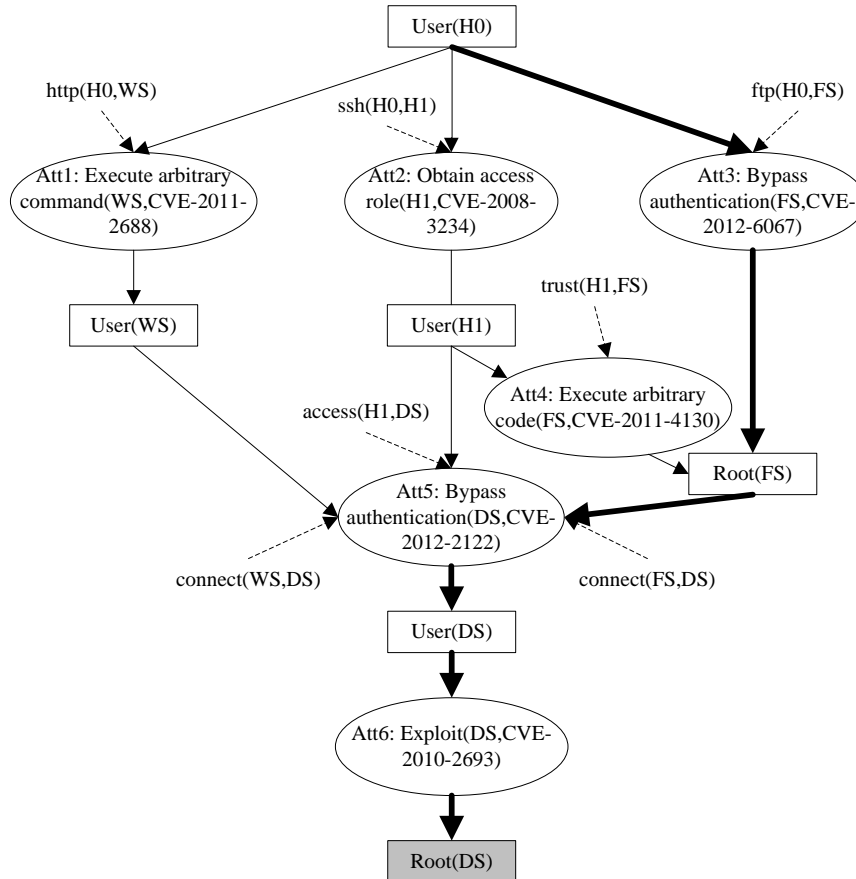 User(H0)
http(H0,WS)
ssh(H0,H1)
ftp(H0,FS)
Att1: Execute arbitrary
command(WS,CVE-2011-
2688)
Att2: Obtain access
role(H1,CVE-2008-
3234)
Att3: Bypass
authentication(FS,CVE-
2012-6067)
trust(H1,FS)
User(WS)
User(H1)
Att4: Execute arbitrary
code(FS,CVE-2011-4130)
access(H1,DS)
Root(FS)
Att5: Bypass
authentication(DS,CVE-
2012-2122)
connect(WS,DS)
connect(FS,DS)
User(DS)
Att6: Exploit(DS,CVE-
2010-2693)
Root(DS)